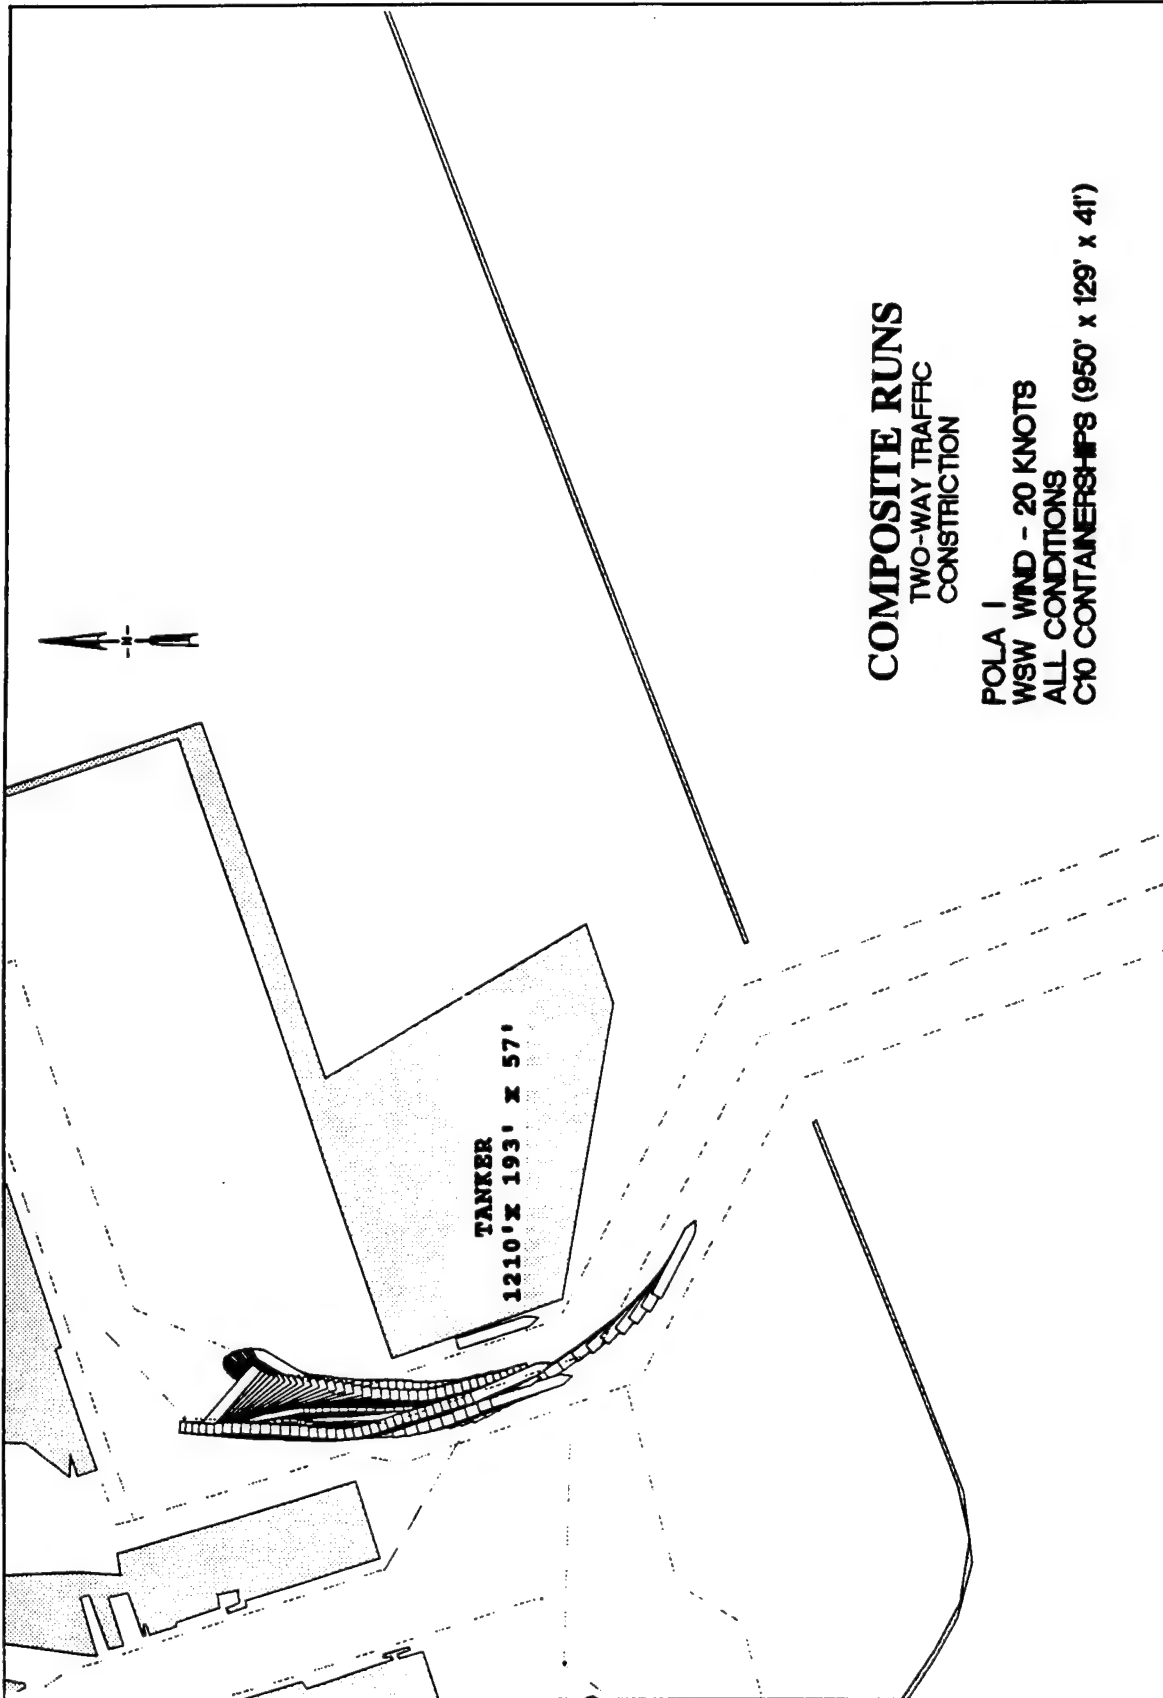 N
TANKER
1210' X 193' X 57'
COMPOSITE RUNS
TWO-WAY TRAFFIC
CONSTRICTION
POLA I
WSW WIND - 20 KNOTS
ALL CONDITIONS
C10 CONTAINERSHIPS (950' x 129' x 41')